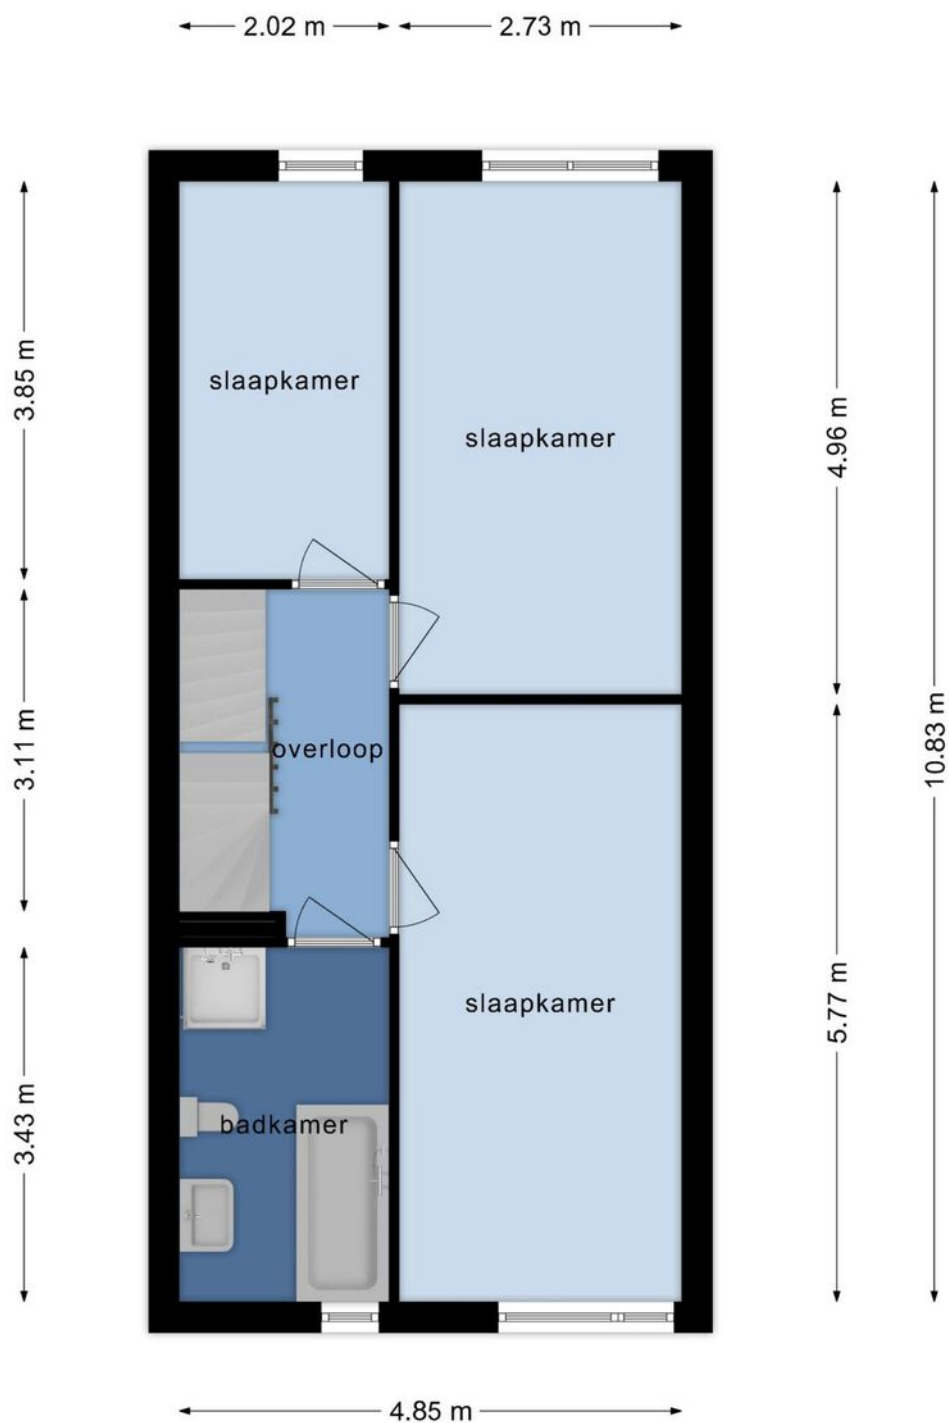 2.02 m
2.73 m
3.85 m
slaapkamer
slaapkamer
4.96 m
10.83 m
3.11 m
overloop
slaapkamer
5.77 m
3.43 m
badkamer
4.85 m